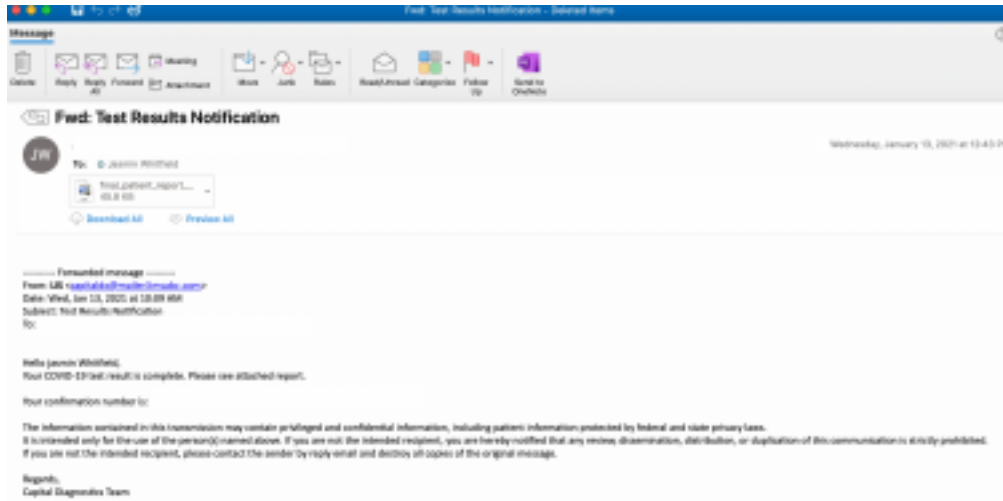 Fwd: Test Results Notification - Deleted Items
Message
Delete Reply Reply All Forward Meeting Attachment Move Junk Rules Read/Unread Categories Follow Up Send to OneNote
Fwd: Test Results Notification
JW
Wednesday, January 13, 2021 at 12:43
To: Jasmin Whitfield
final_patient_report_...
Download All Preview All
Forwarded message
From: LIS
Date: Wed, Jan 13, 2021 at 10:09 AM
Subject: Test Results Notification
To:
Hello Jasmin Whitfield,
Your COVID-19 test result is complete. Please see attached report.
Your confirmation number is:
The information contained in this transmission may contain privileged and confidential information, including patient information protected by federal and state privacy laws.
It is intended only for the use of the person(s) named above. If you are not the intended recipient, you are hereby notified that any review, dissemination, distribution, or duplication of this communication is strictly prohibited.
If you are not the intended recipient, please contact the sender by reply email and destroy all copies of the original message.
Regards,
Capital Diagnostics Team